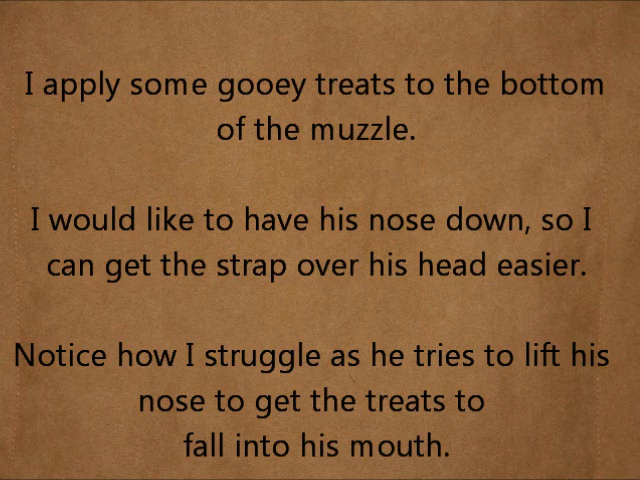 I apply some gooey treats to the bottom
of the muzzle.
I would like to have his nose down, so I
can get the strap over his head easier.
Notice how I struggle as he tries to lift his
nose to get the treats to
fall into his mouth.